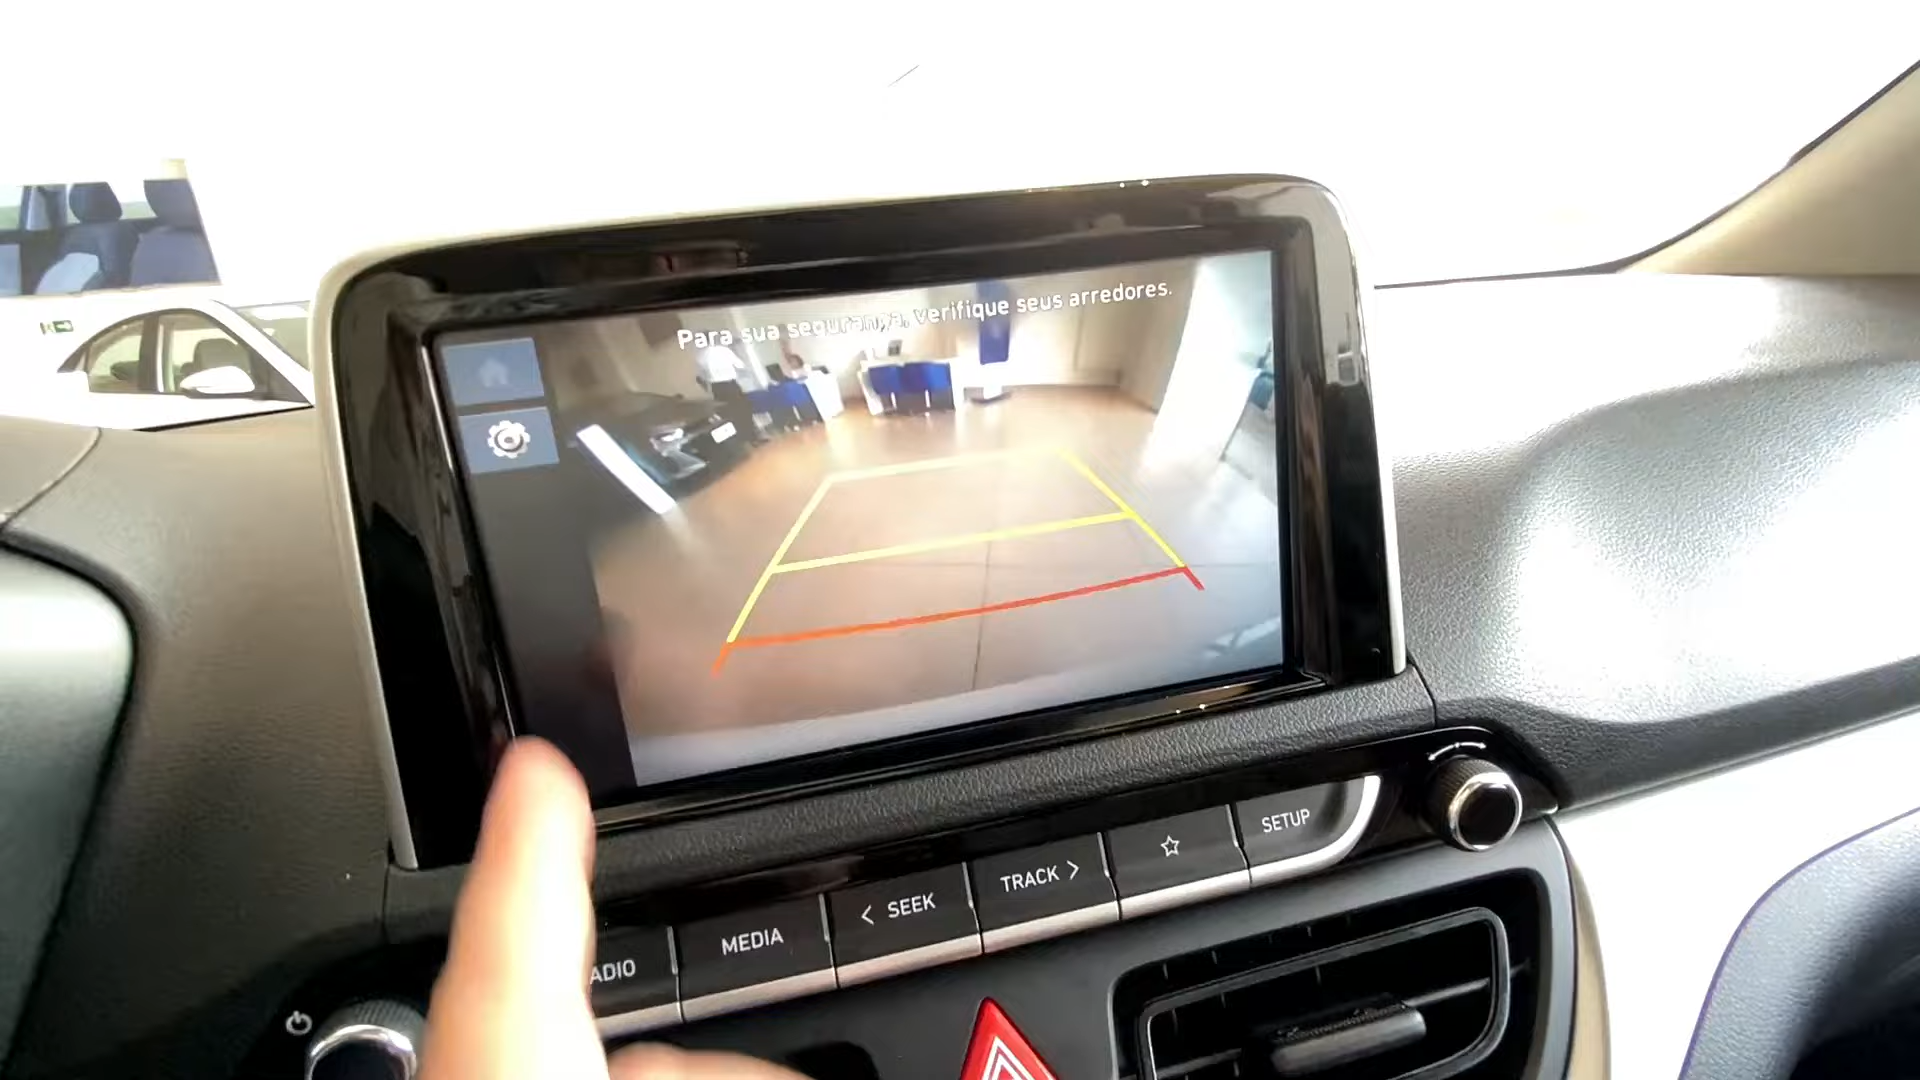 Para sua segurança, verifique seus arredores.
SETUP
TRACK >
< SEEK
MEDIA
ADIO